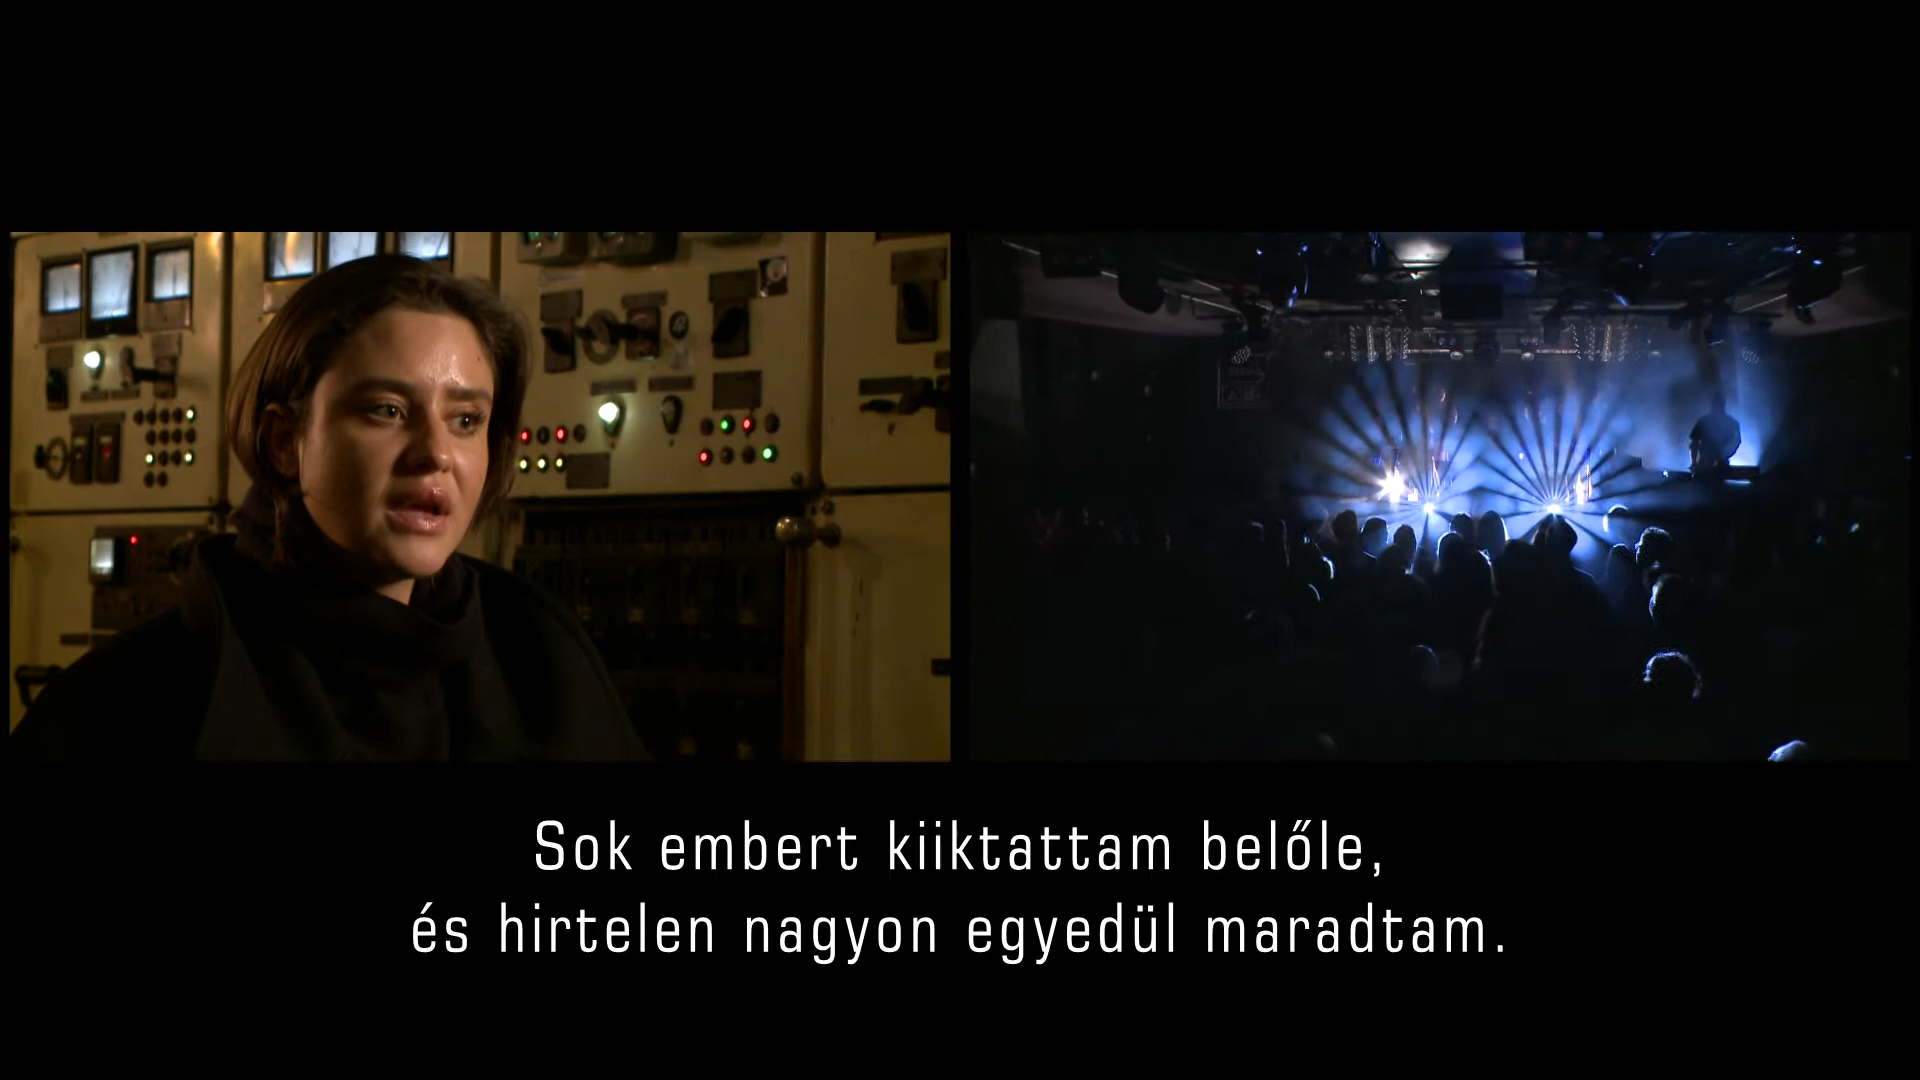 Sok embert kiiktattam belőle,
és hirtelen nagyon egyedül maradtam.